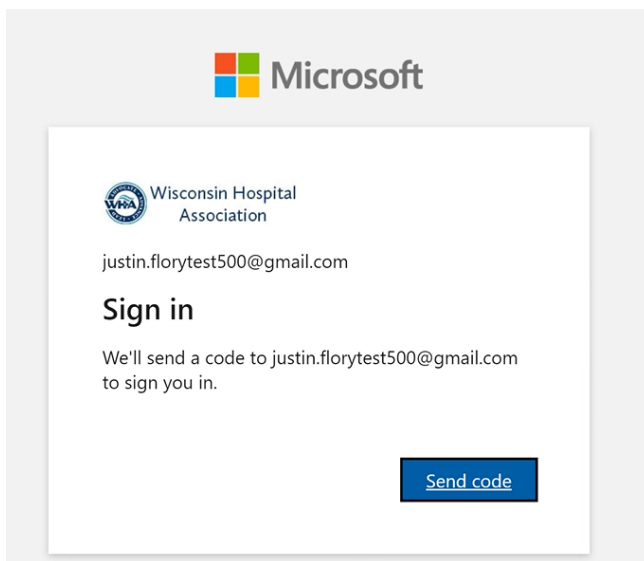 Microsoft
WHA
Wisconsin Hospital
Association
justin.florytest500@gmail.com
Sign in
We'll send a code to justin.florytest500@gmail.com
to sign you in.
Send code